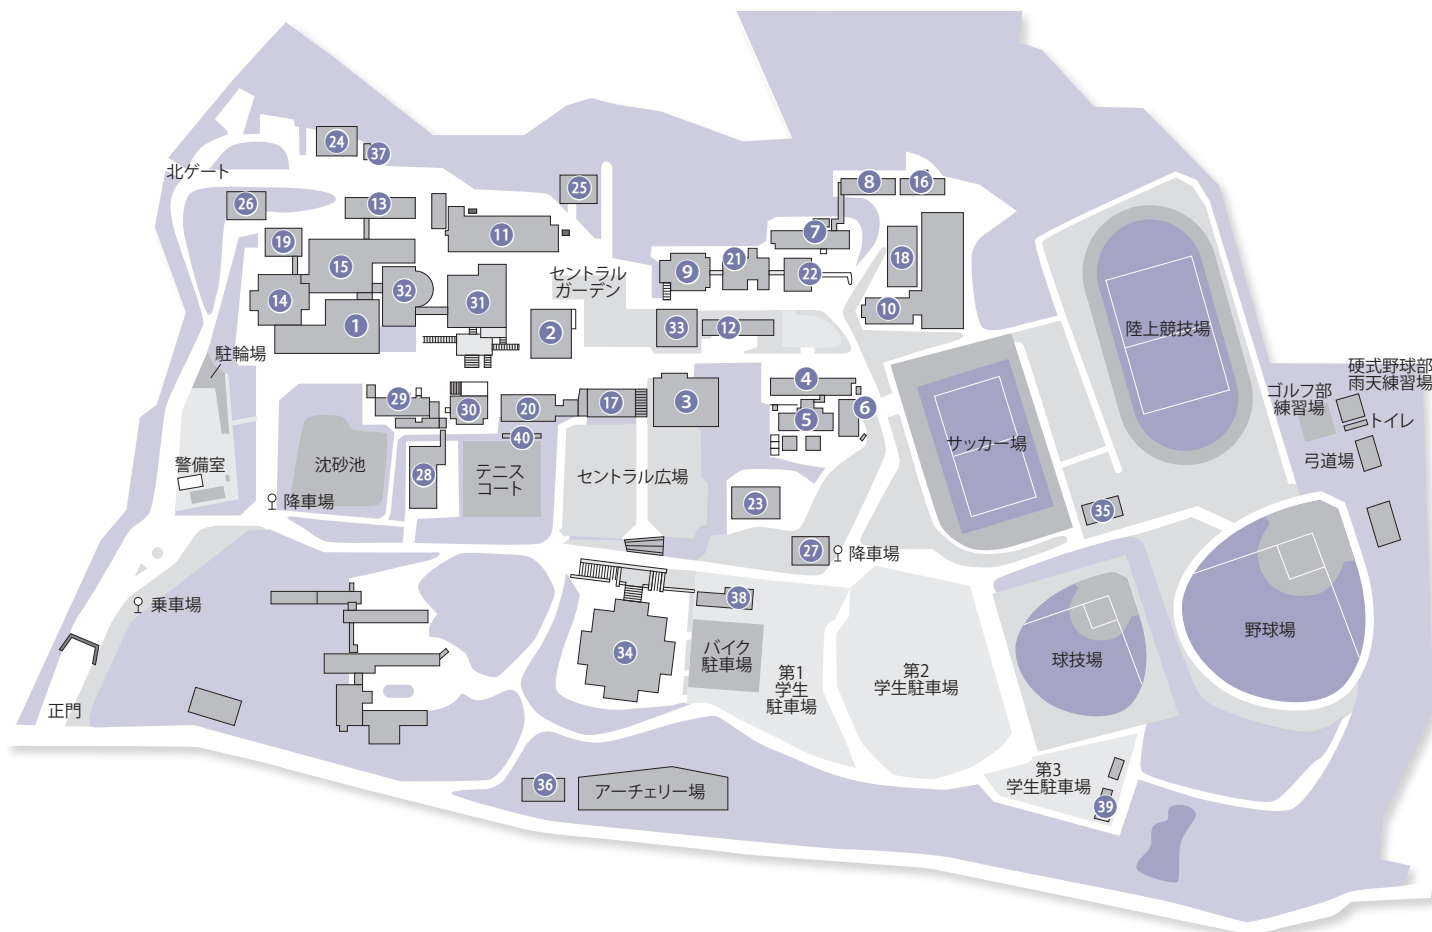 24
37
北ゲート
26
13
25
8
16
19
11
7
15
21
18
14
32
31
セントラル
ガーデン
9
22
10
1
2
33
12
陸上競技場
駐輪場
硬式野球部
雨天練習場
ゴルフ部
練習場
トイレ
29
30
20
17
3
4
5
6
40
サッカー場
弓道場
警備室
沈砂池
28
テニス
コート
セントラル広場
降車場
23
35
27
降車場
乗車場
38
野球場
34
バイク
駐車場
第1
学生
駐車場
第2
学生駐車場
球技場
正門
36
アーチェリー場
第3
学生駐車場
39